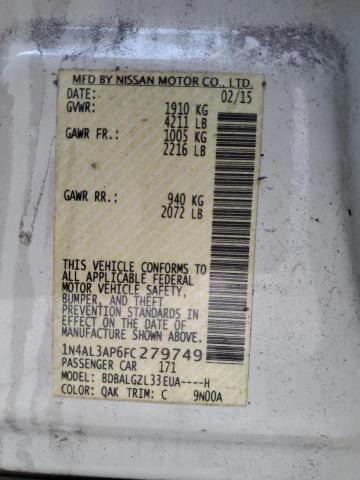 MFD BY NISSAN MOTOR CO., LTD.
DATE: 02/15
GVWR: 1910 KG
4211 LB
GAWR FR.: 1005 KG
2216 LB
GAWR RR.: 940 KG
2072 LB
THIS VEHICLE CONFORMS TO
ALL APPLICABLE FEDERAL
MOTOR VEHICLE SAFETY,
BUMPER, AND THEFT
PREVENTION STANDARDS IN
EFFECT ON THE DATE OF
MANUFACTURE SHOWN ABOVE.
1N4AL3AP6FC279749
PASSENGER CAR 171
MODEL: BDBALGZL33EUA----H
COLOR: QAK TRIM: C 9N00A